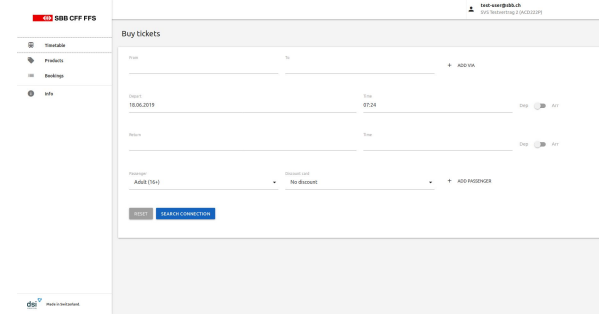 test-user@sbb.ch
SBB CFF FFS
Buy tickets
Timetable
Products
Bookings
Info
From
To
+ ADD VIA
Depart
18.06.2019
Time
07:24
Dep
Arr
Return
Time
Dep
Arr
Passenger
Adult (16+)
Discount card
No discount
+ ADD PASSENGER
RESET
SEARCH CONNECTION
dsi
Made in Switzerland